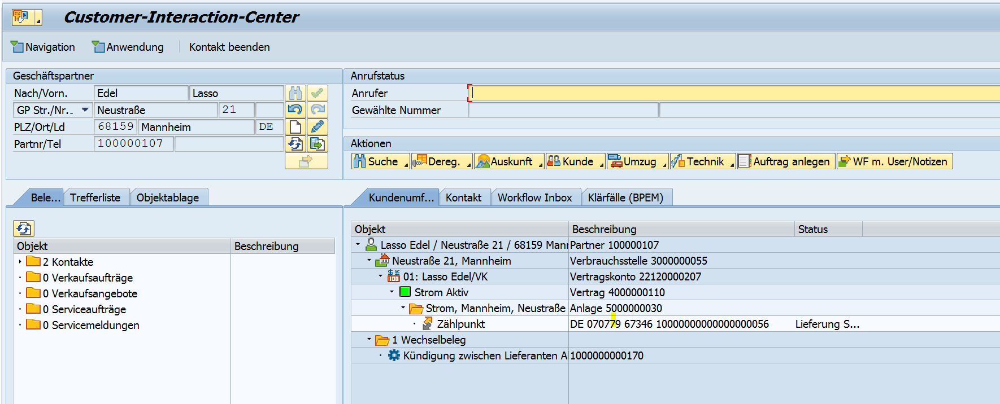 Customer-Interaction-Center
Navigation Anwendung Kontakt beenden
Geschäftspartner
Nach/Vorn. Edel Lasso
GP Str./Nr... Neustraße 21
PLZ/Ort/Ld 68159 Mannheim DE
Partnr/Tel 100000107
Anrufstatus
Anrufer
Gewählte Nummer
Aktionen
Suche Dereg. Auskunft Kunde Umzug Technik Auftrag anlegen WF m. User/Notizen
Bele... Trefferliste Objektablage
Objekt Beschreibung
2 Kontakte
0 Verkaufsaufträge
0 Verkaufsangebote
0 Serviceaufträge
0 Servicemeldungen
Kundenumf... Kontakt Workflow Inbox Klärfälle (BPEM)
Objekt Beschreibung Status
Lasso Edel / Neustraße 21 / 68159 Mann Partner 100000107
Neustraße 21, Mannheim Verbrauchsstelle 3000000055
01: Lasso Edel/VK Vertragskonto 22120000207
Strom Aktiv Vertrag 4000000110
Strom, Mannheim, Neustraße Anlage 5000000030
Zählpunkt DE 070779 67346 10000000000000000056 Lieferung S...
1 Wechselbeleg
Kündigung zwischen Lieferanten Al 1000000000170